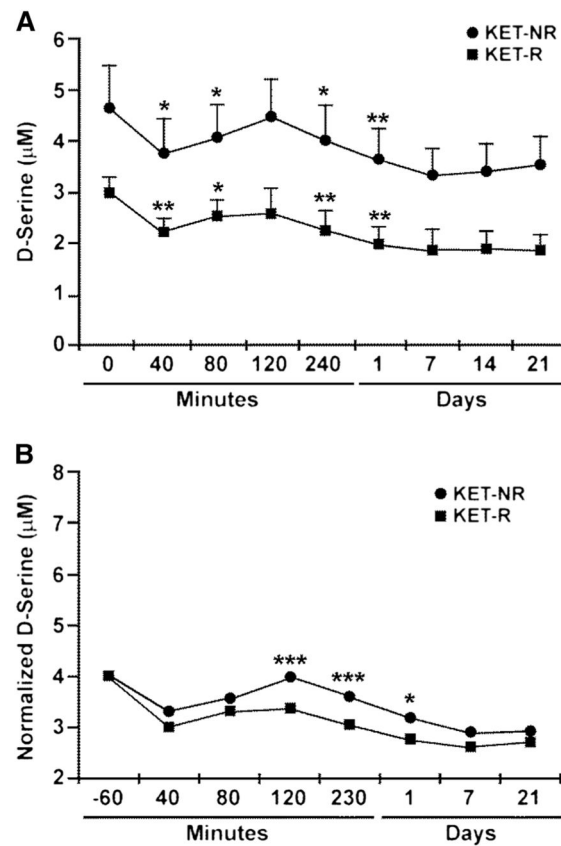 A
KET-NR
KET-R
D-Serine (μM)
6
5
4
3
2
1
0
* * * **
** * ** **
0 40 80 120 240 1 7 14 21
Minutes Days
B
KET-NR
KET-R
Normalized D-Serine (μM)
8
7
6
5
4
3
2
*** *** *
-60 40 80 120 230 1 7 21
Minutes Days